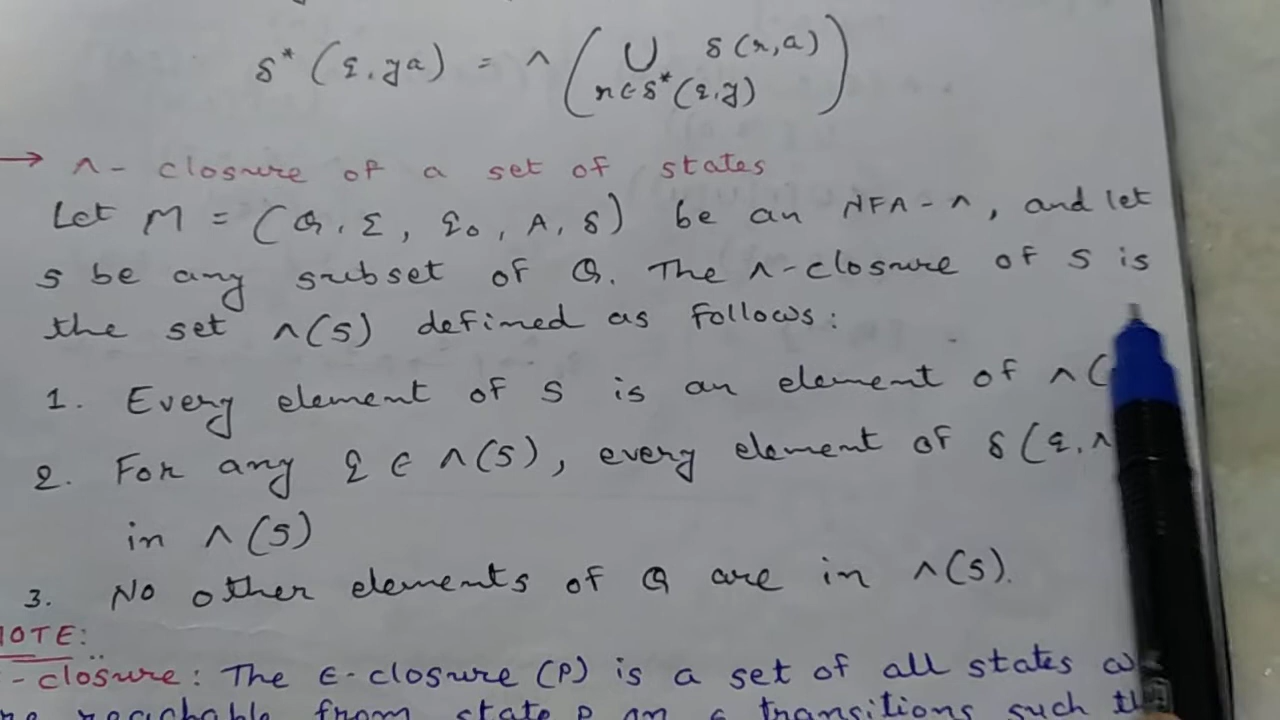 δ* (q, ya) = ∧ ( ∪ δ(r,a) )
r∈δ*(q,y)
→ ∧- closure of a set of states
Let M = (Q, Σ, q₀, A, δ) be an NFA-∧, and let
S be any subset of Q. The ∧-closure of S is
the set ∧(S) defined as follows:
1. Every element of S is an element of ∧(
2. For any q ∈ ∧(S), every element of δ(q, ∧
in ∧(S)
3. No other elements of Q are in ∧(S).
NOTE:
-closure: The ε-closure (P) is a set of all states
reachable from state p on ε transitions such